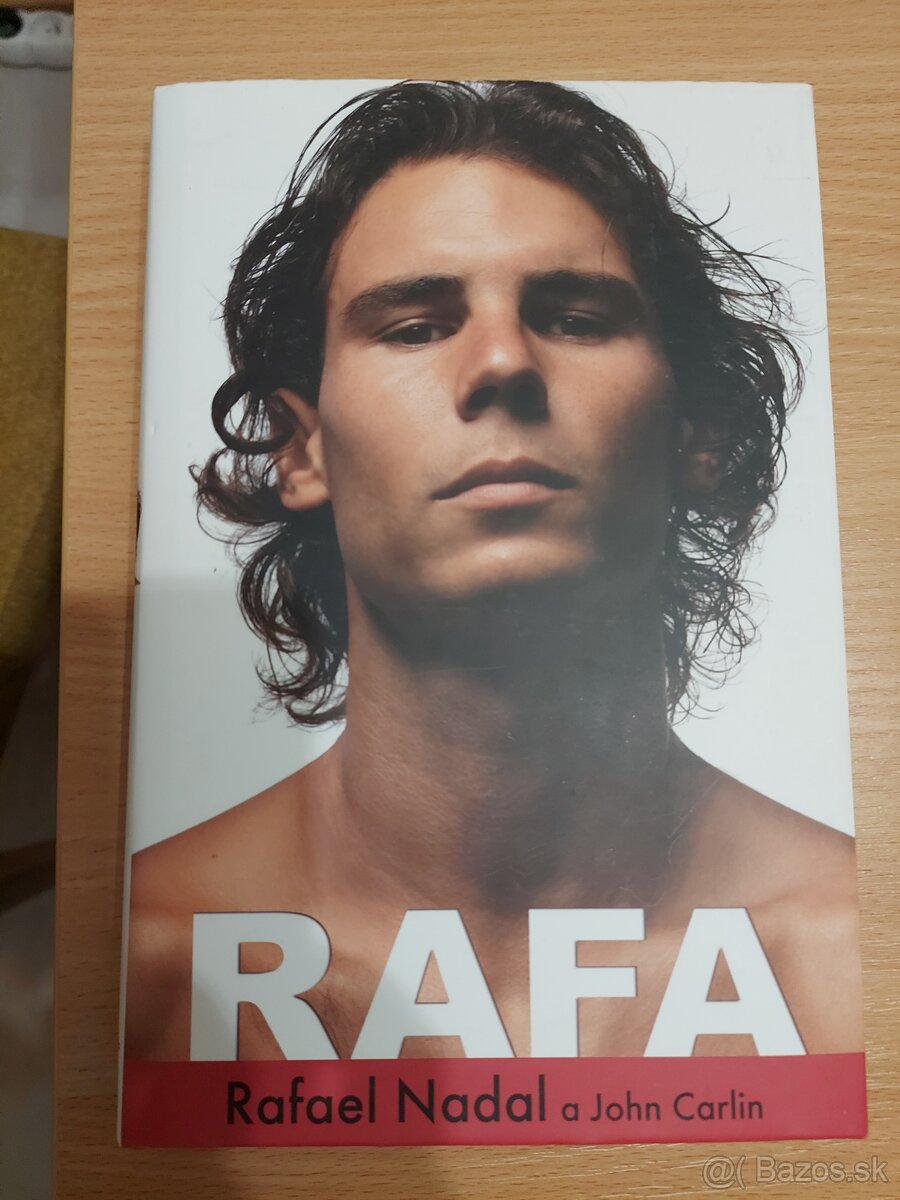 RAFA
Rafael Nadal a John Carlin
@( Bazos.sk